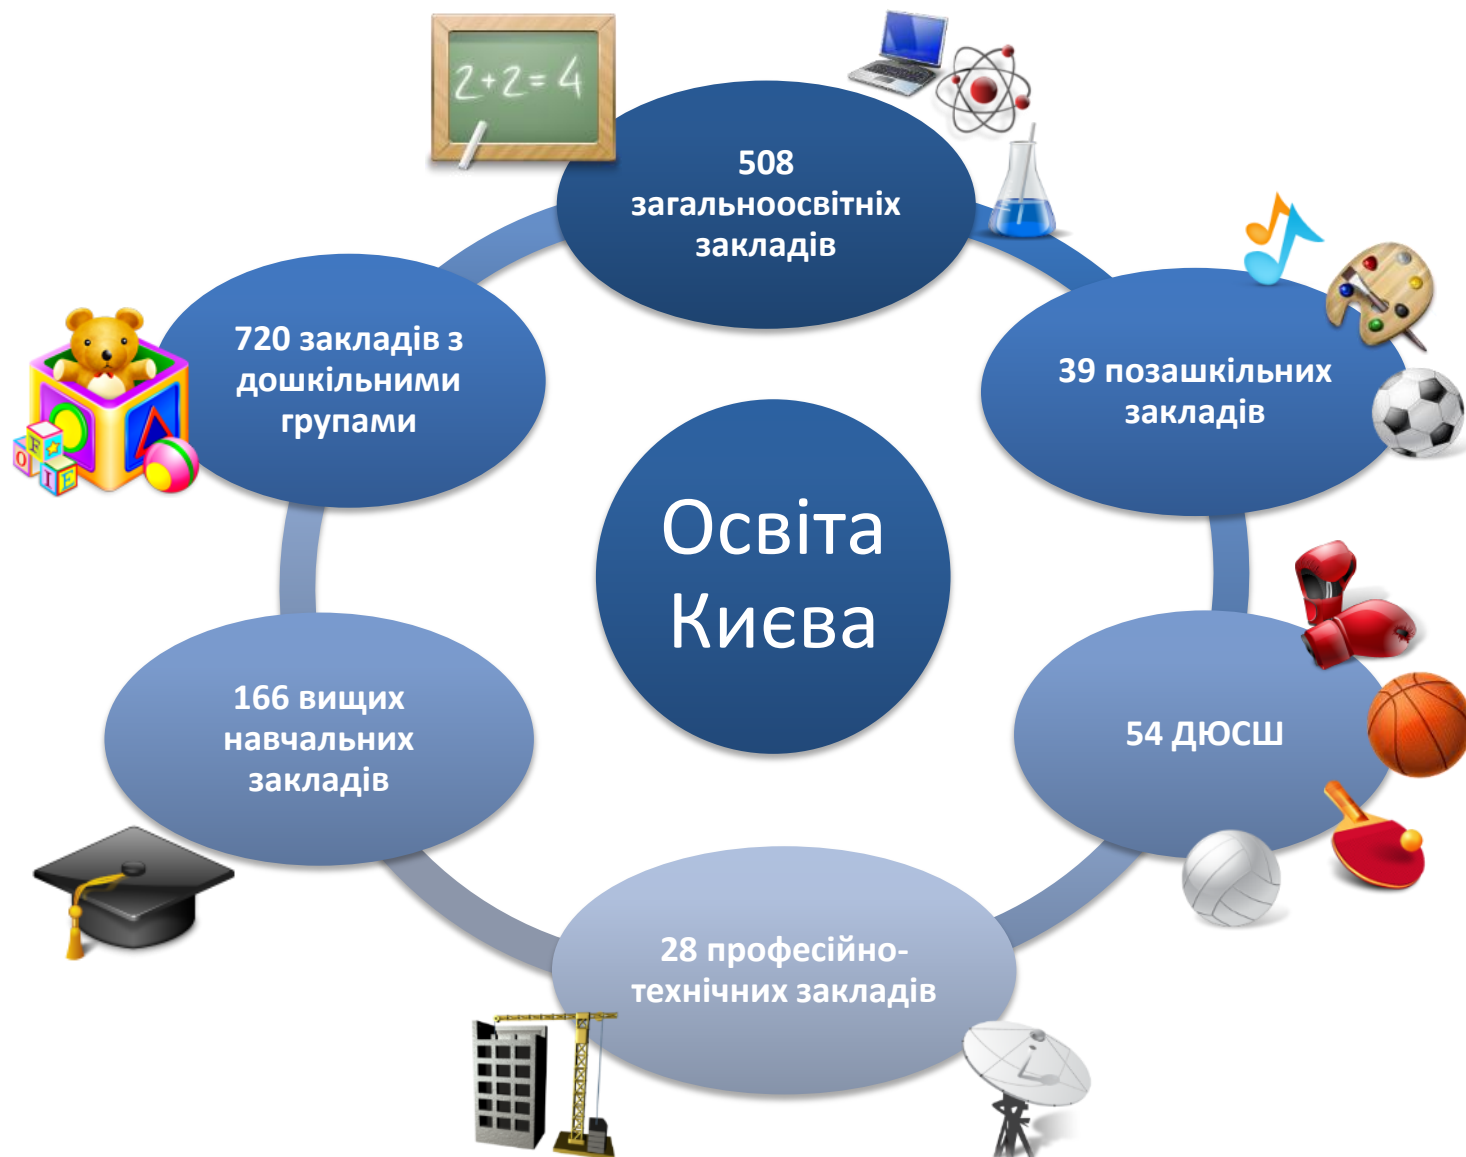 2+2=4
508
загальноосвітніх
закладів
720 закладів з
дошкільними
групами
39 позашкільних
закладів
Освіта
Києва
166 вищих
навчальних
закладів
54 ДЮСШ
28 професійно-
технічних закладів
F
O
I E